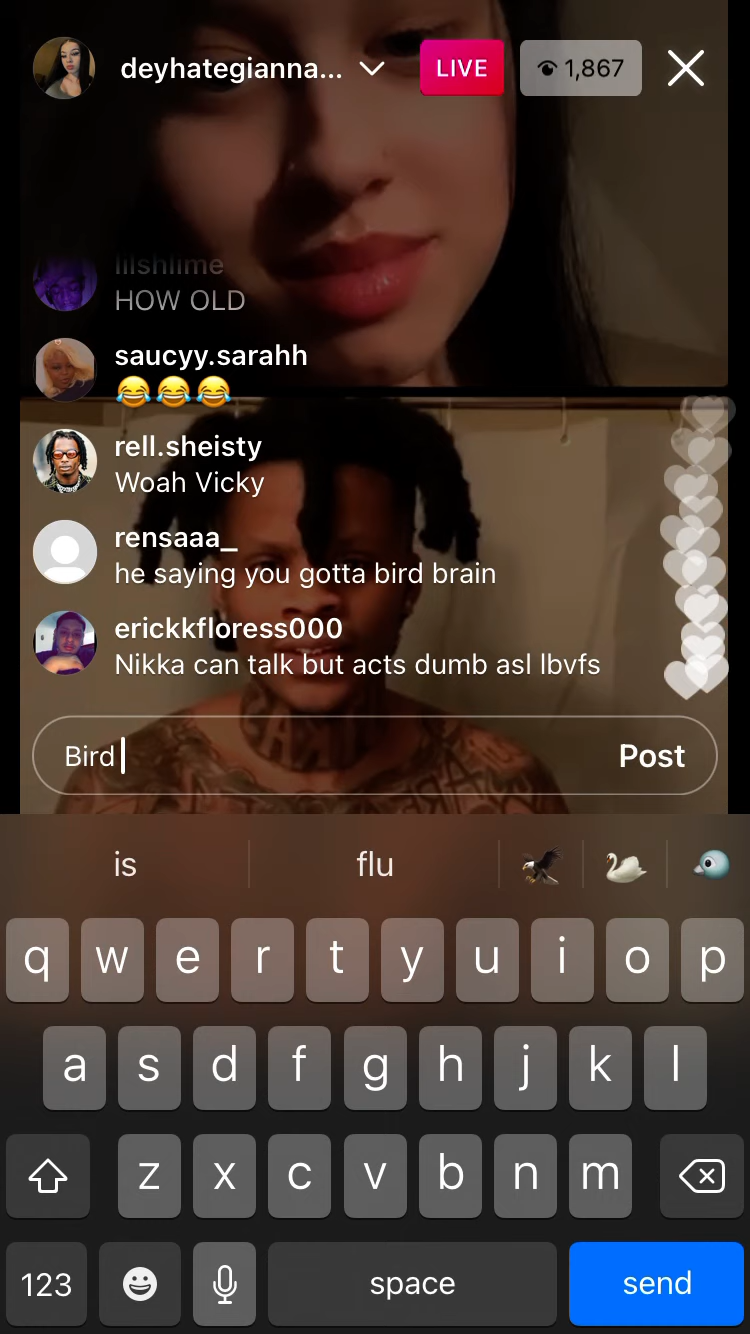 deyhategianna...
LIVE
1,867
lilshlime
HOW OLD
saucyy.sarahh
😂😂😂
rell.sheisty
Woah Vicky
rensaaa_
he saying you gotta bird brain
erickkfloress000
Nikka can talk but acts dumb asl lbvfs
Bird
Post
is flu 🦅 🦢 🐦
q w e r t y u i o p
a s d f g h j k l
z x c v b n m
123 space send